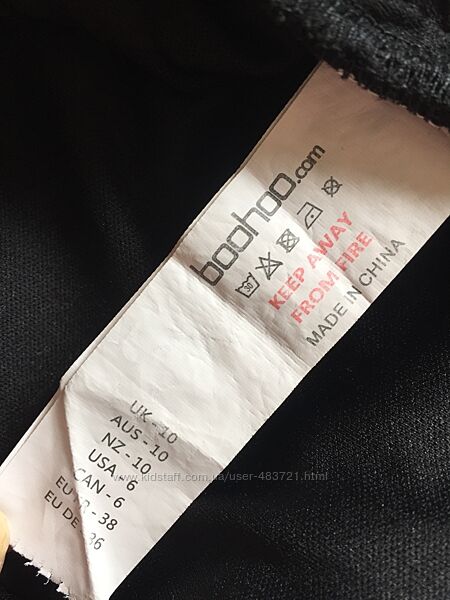 boohoo.com
30
KEEP AWAY
FROM FIRE
MADE IN CHINA
UK - 10
AUS - 10
NZ - 10
USA - 6
CAN - 6
EU - 38
EU DE - 36
www.kidstaff.com.ua/user-483721.html